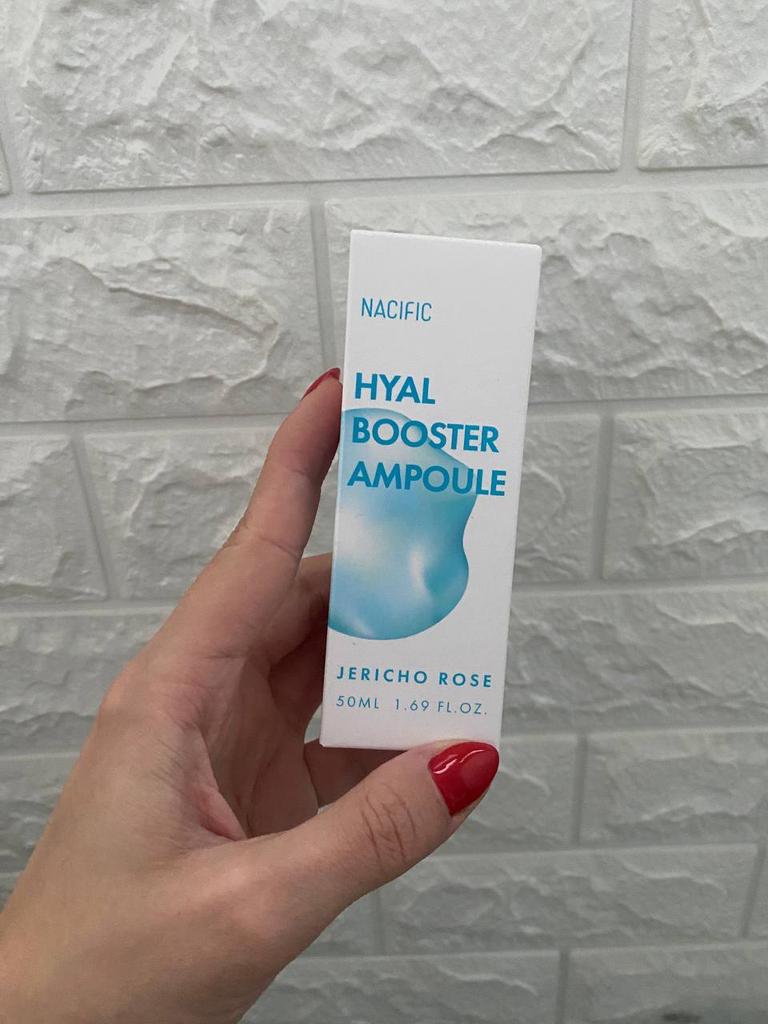 NACIFIC
HYAL
BOOSTER
AMPOULE
JERICHO ROSE
50ML 1.69 FL.OZ.